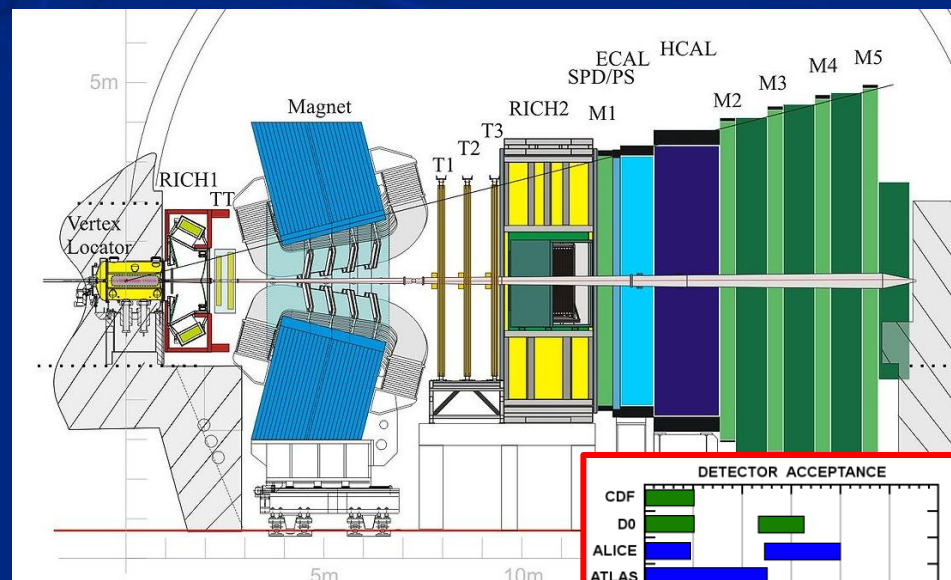 5m
Magnet
SPD/PS
ECAL
HCAL
M1
M2
M3
M4
M5
RICH2
T1
T2
T3
RICH1
TT
Vertex
Locator
5m
10m
DETECTOR ACCEPTANCE
CDF
D0
ALICE
ATLAS